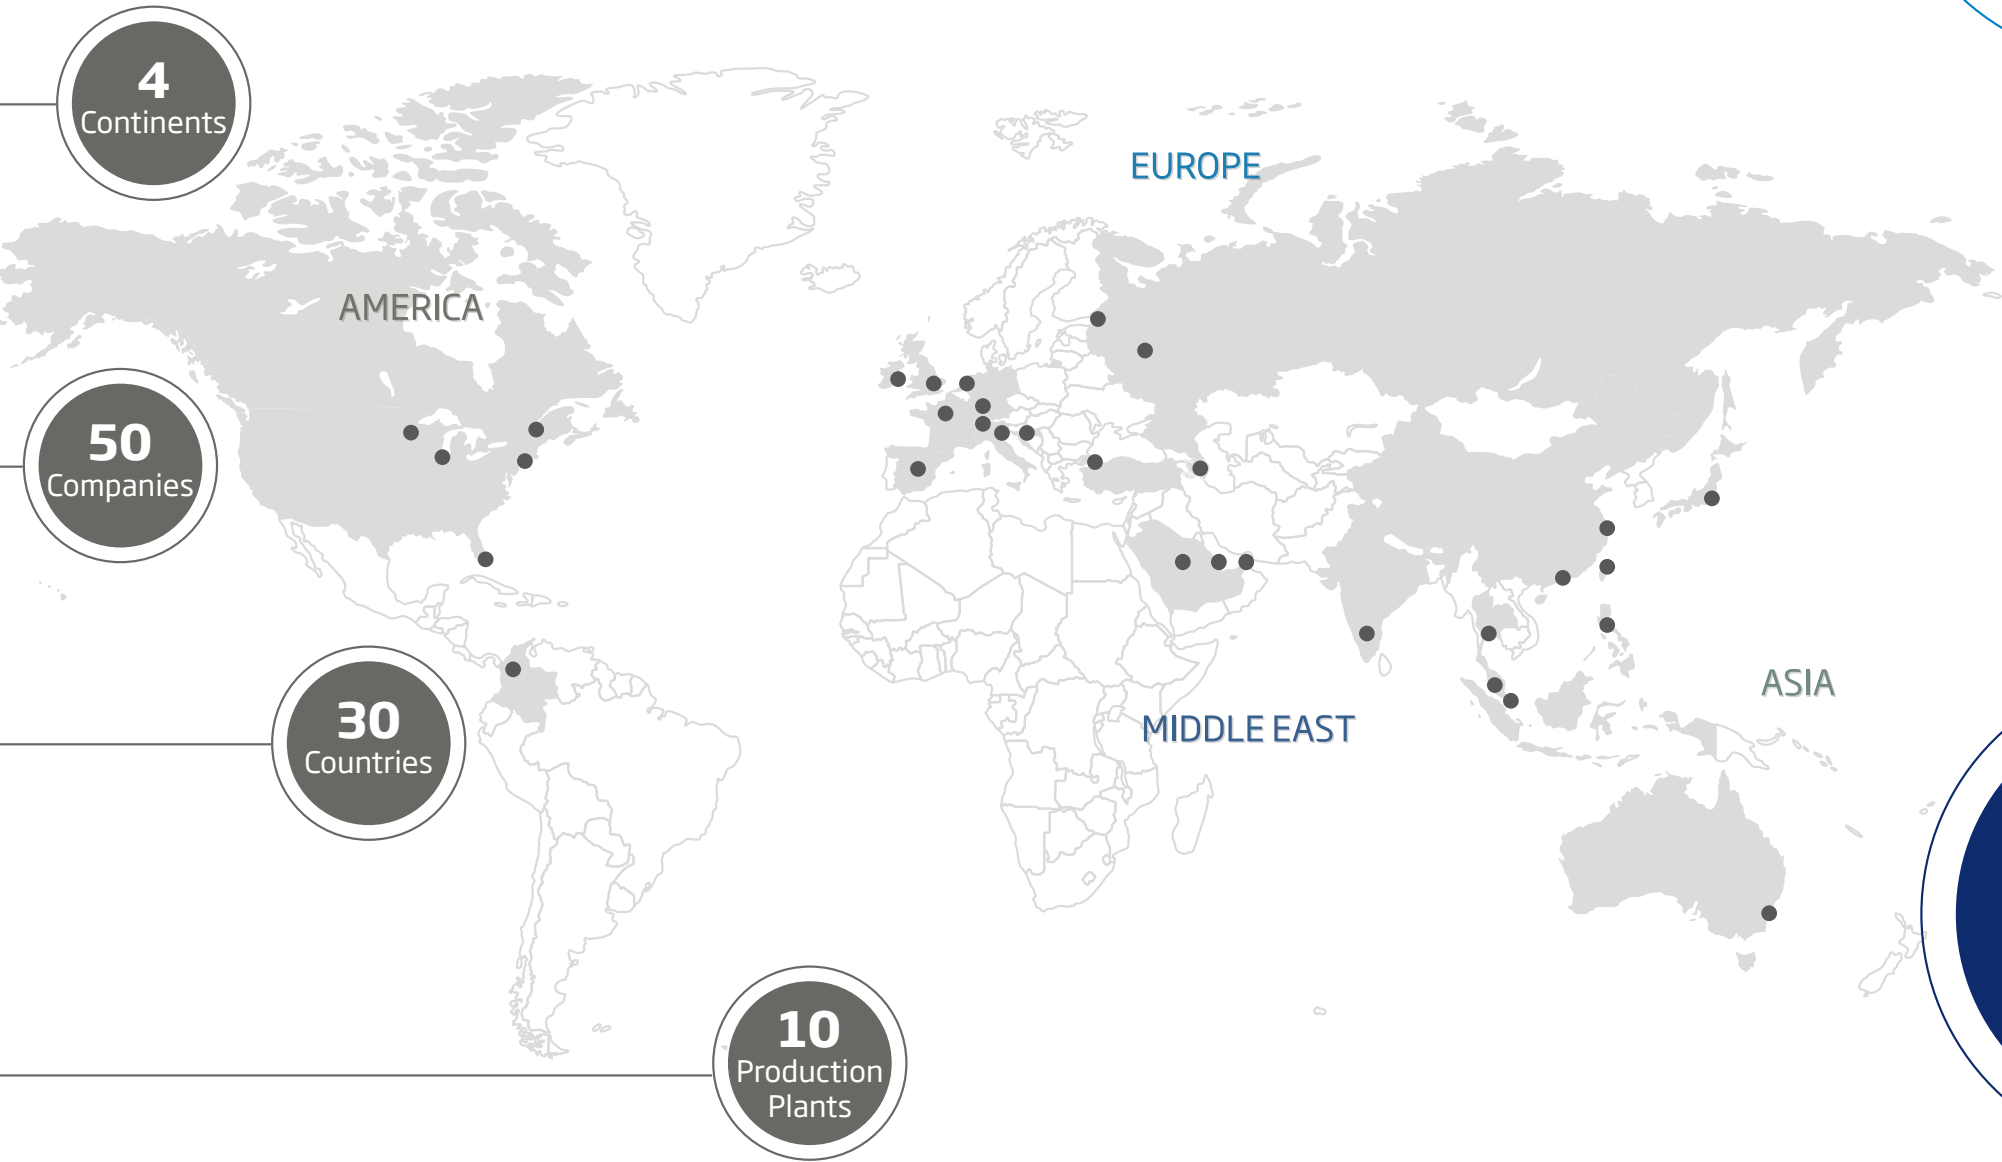 4
Continents
EUROPE
AMERICA
50
Companies
30
Countries
ASIA
MIDDLE EAST
10
Production
Plants